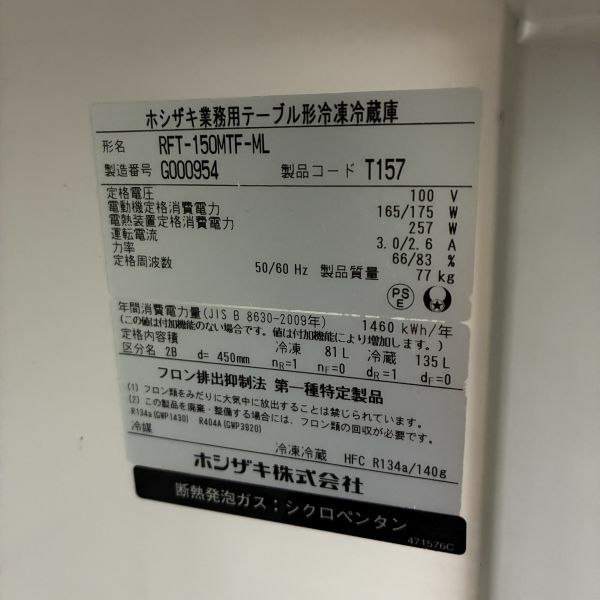 ホシザキ業務用テーブル形冷凍冷蔵庫
形名 RFT-150MTF-ML
製造番号 G000954 製品コード T157
定格電圧 100 V
電動機定格消費電力 165/175 W
電熱装置定格消費電力 257 W
運転電流 3.0/2.6 A
力率 66/83 %
定格周波数 50/60 Hz 製品質量 77 kg
PS E
年間消費電力量(JIS B 8630-2009年) 1460 kWh/年
(この値は付加機能のない場合です。値は付加機能により増加します。)
定格内容積 冷凍 81 L 冷蔵 135 L
区分名 2B d= 450mm nR=1 nF=0 dR=1 dF=0
フロン排出抑制法 第一種特定製品
(1) フロン類をみだりに大気中に放出することは禁じられています。
(2) この製品を廃棄・整備する場合には、フロン類の回収が必要です。
R134a(GWP1430) R404A(GWP3920)
冷媒 冷凍冷蔵 HFC R134a/140g
ホシザキ株式会社
断熱発泡ガス：シクロペンタン
471576C